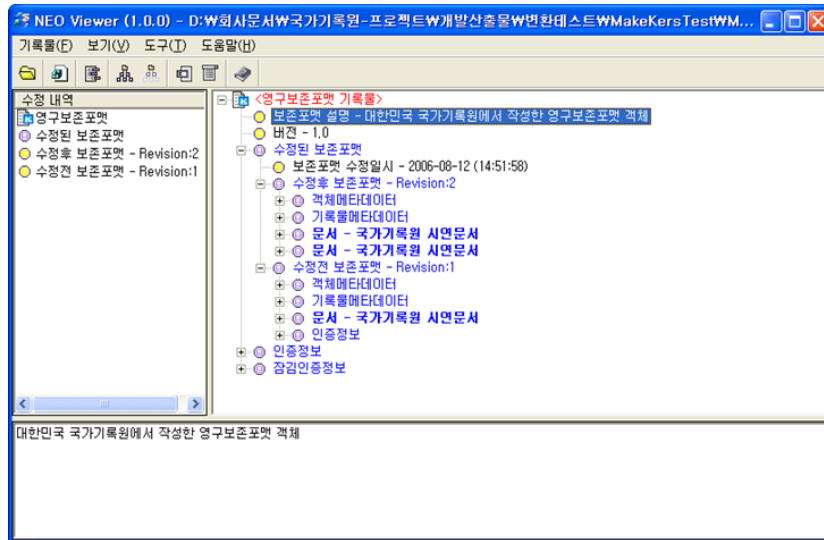 NEO Viewer (1.0.0) - D:₩회사문서₩국가기록원-프로젝트₩개발산출물₩변환테스트₩MakeKersTest₩M...
기록물(F) 보기(V) 도구(T) 도움말(H)
수정 내역
영구보존포맷
수정된 보존포맷
수정후 보존포맷 - Revision:2
수정전 보존포맷 - Revision:1
<영구보존포맷 기록물>
보존포맷 설명 - 대한민국 국가기록원에서 작성한 영구보존포맷 객체
버전 - 1,0
수정된 보존포맷
보존포맷 수정일시 - 2006-08-12 (14:51:58)
수정후 보존포맷 - Revision:2
객체메타데이터
기록물메타데이터
문서 - 국가기록원 시연문서
문서 - 국가기록원 시연문서
수정전 보존포맷 - Revision:1
객체메타데이터
기록물메타데이터
문서 - 국가기록원 시연문서
인증정보
인증정보
잠김인증정보
대한민국 국가기록원에서 작성한 영구보존포맷 객체